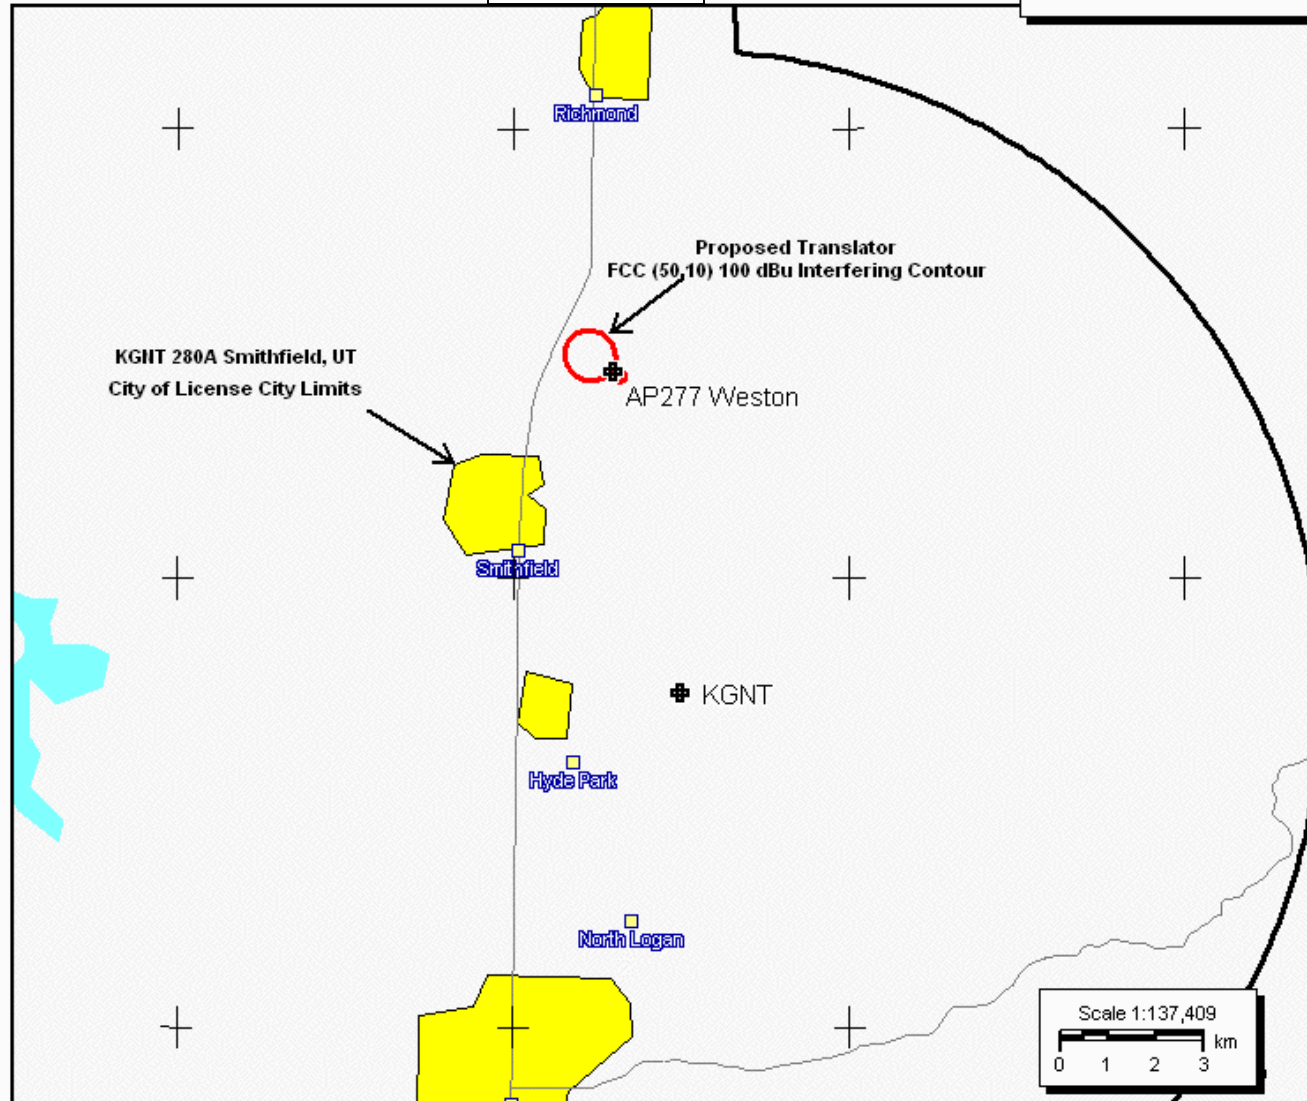 Richmond
Proposed Translator
FCC (50,10) 100 dBu Interfering Contour
KGNT 280A Smithfield, UT
City of License City Limits
AP277 Weston
Smithfield
KGNT
Hyde Park
North Logan
Scale 1:137,409
km
0 1 2 3